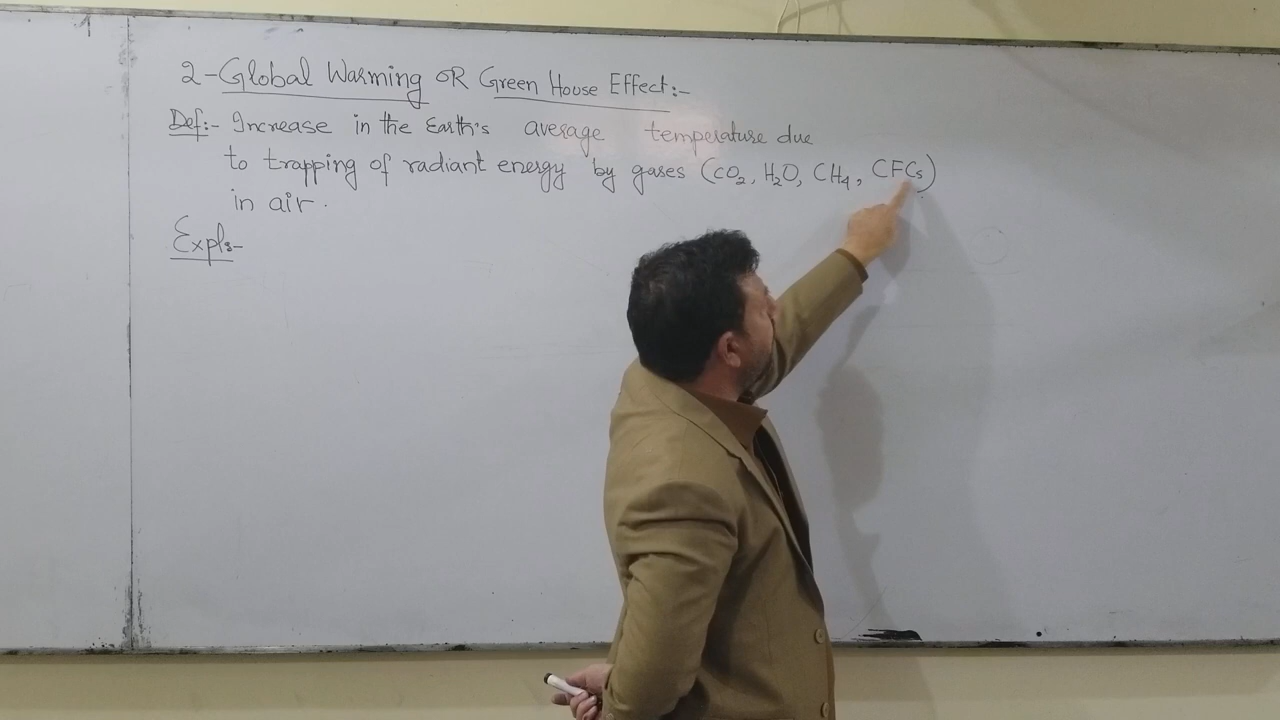 2-Global Warming OR Green House Effect:-
Def:- Increase in the Earth's average temperature due
to trapping of radiant energy by gases (CO2, H2O, CH4, CFCs)
in air.
Expl:-